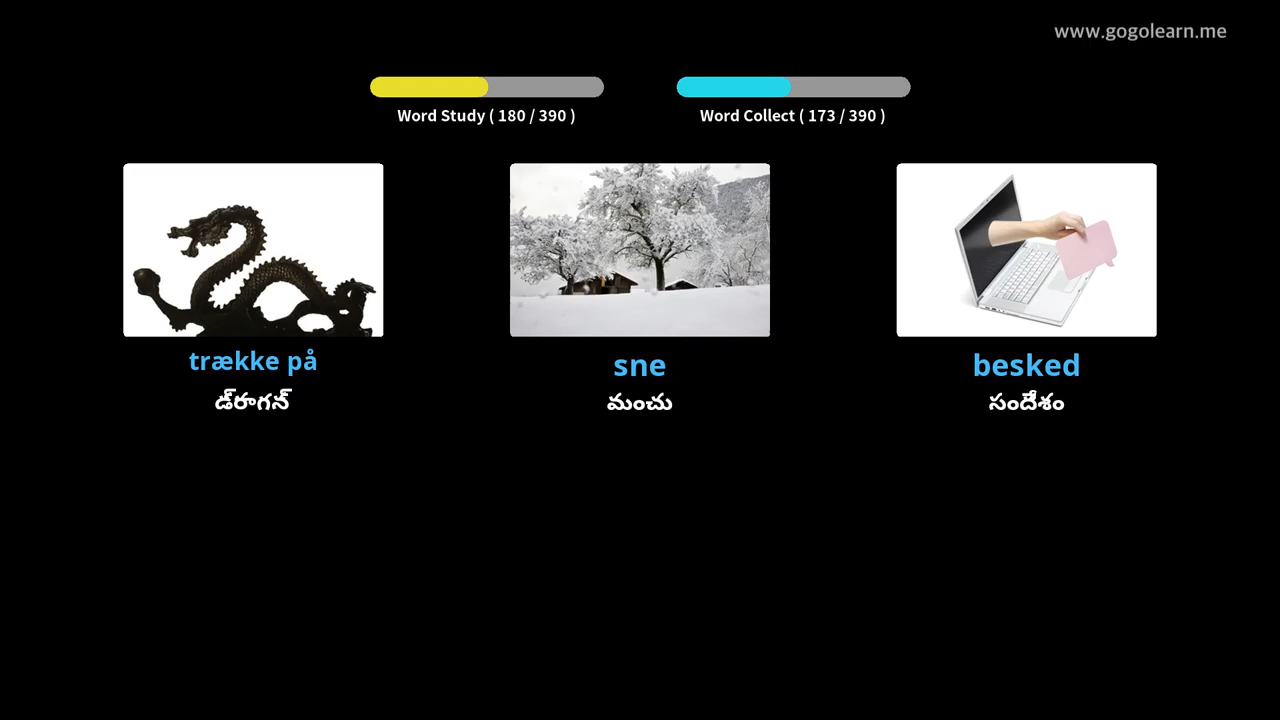 www.gogolearn.me
Word Study ( 180 / 390 )
Word Collect ( 173 / 390 )
trække på
sne
besked
డ్రాగన్
మంచు
సందేశం